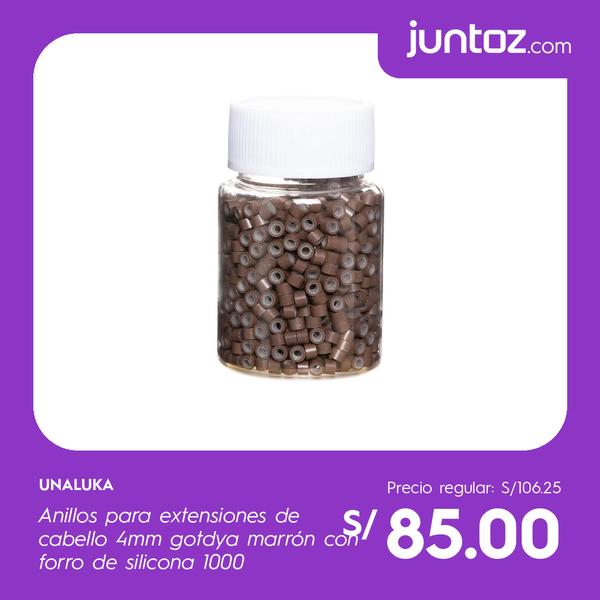 juntoz.com
UNALUKA
Anillos para extensiones de
cabello 4mm gotdya marrón con
forro de silicona 1000
Precio regular: S/106.25
S/ 85.00